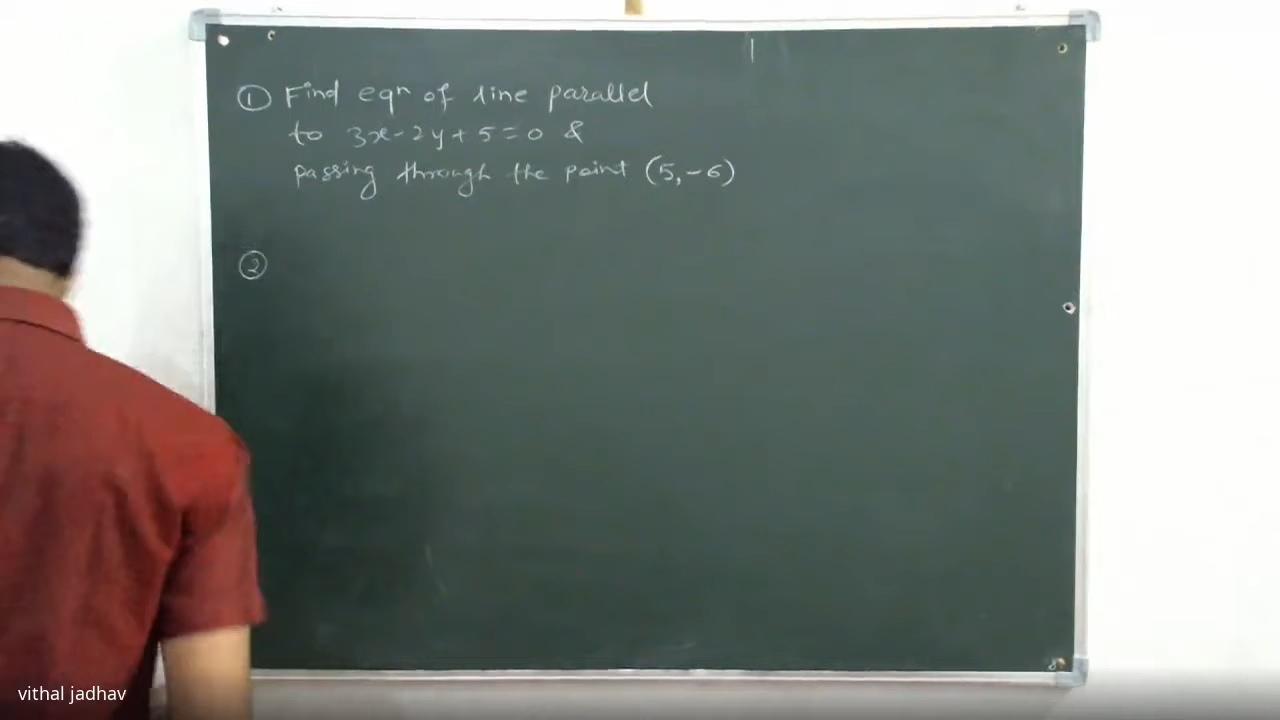 ① Find eqⁿ of line parallel
to 3x-2y+5=0 &
passing through the point (5,-6)
②
vithal jadhav